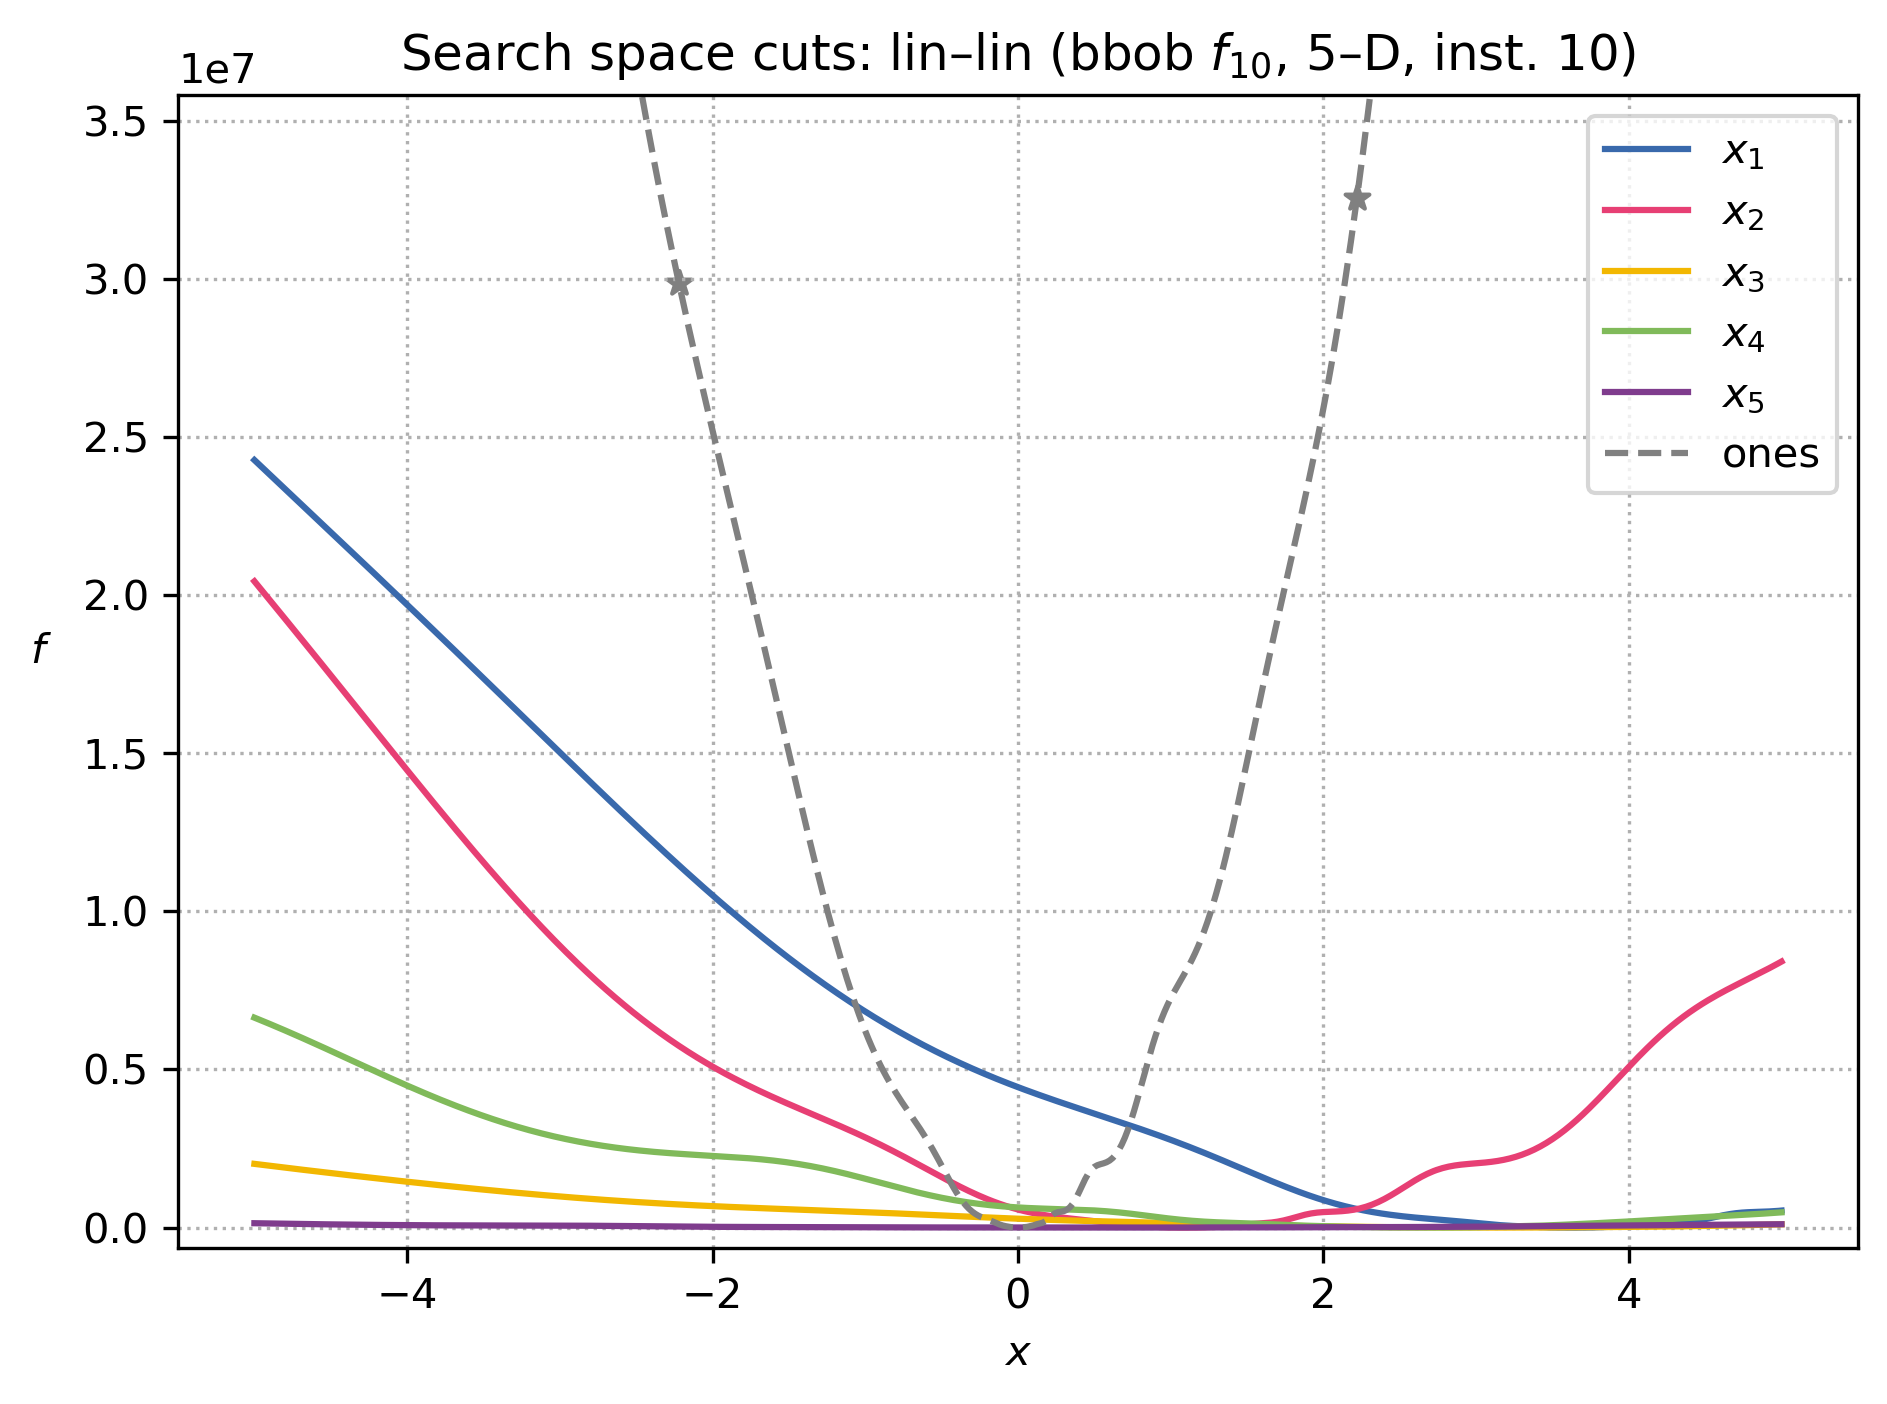 Search space cuts: lin–lin (bbob f₁₀, 5–D, inst. 10)
1e7
3.5
3.0
2.5
2.0
1.5
1.0
0.5
0.0
f
x₁
x₂
x₃
x₄
x₅
ones
−4 −2 0 2 4
x